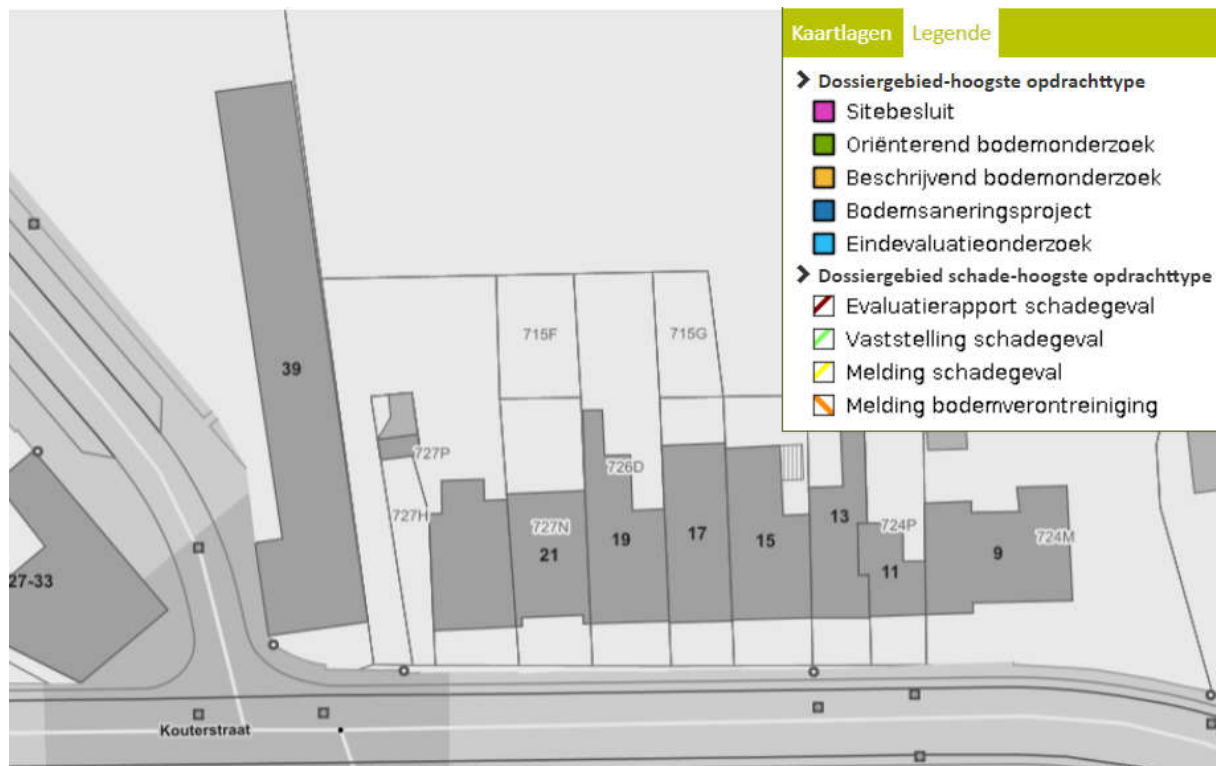 Kaartlagen Legende
Dossiergebied-hoogste opdrachttype
Sitebesluit
Oriënterend bodemonderzoek
Beschrijvend bodemonderzoek
Bodemsaneringsproject
Eindevaluatieonderzoek
Dossiergebied schade-hoogste opdrachttype
Evaluatierapport schadegeval
Vaststelling schadegeval
Melding schadegeval
Melding bodemverontreiniging
715F
715G
39
727P
726D
727H
727N
724P
724M
13
21
19
17
15
11
9
27-33
Kouterstraat